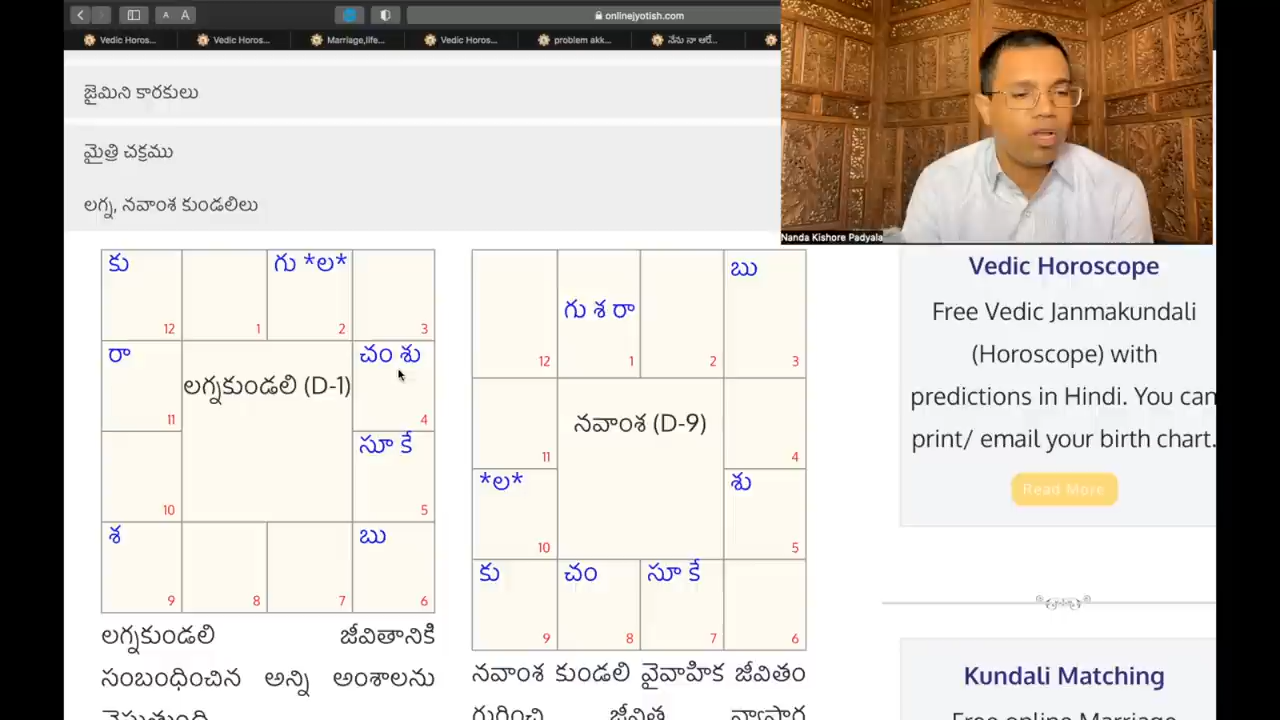 A A
onlinejyotish.com
Vedic Horos...
Vedic Horos...
Marriage,life...
Vedic Horos...
problem akk...
నేను నా ఆరో...
జైమిని కారకులు
మైత్రి చక్రము
లగ్న, నవాంశ కుండలిలు
Nanda Kishore Padyala
కు
12
1
గు *ల*
2
3
రా
11
లగ్నకుండలి (D-1)
చం శు
4
10
సూ కే
5
శ
9
8
7
బు
6
12
గు శ రా
1
2
బు
3
11
నవాంశ (D-9)
4
*ల*
10
శు
5
కు
9
చం
8
సూ కే
7
6
లగ్నకుండలి జీవితానికి
సంబంధించిన అన్ని అంశాలను
నవాంశ కుండలి వైవాహిక జీవితం
గురించి, జీవిత వ్యాపార
Vedic Horoscope
Free Vedic Janmakundali
(Horoscope) with
predictions in Hindi. You can
print/ email your birth chart.
Read More
Kundali Matching
Free online Marriage